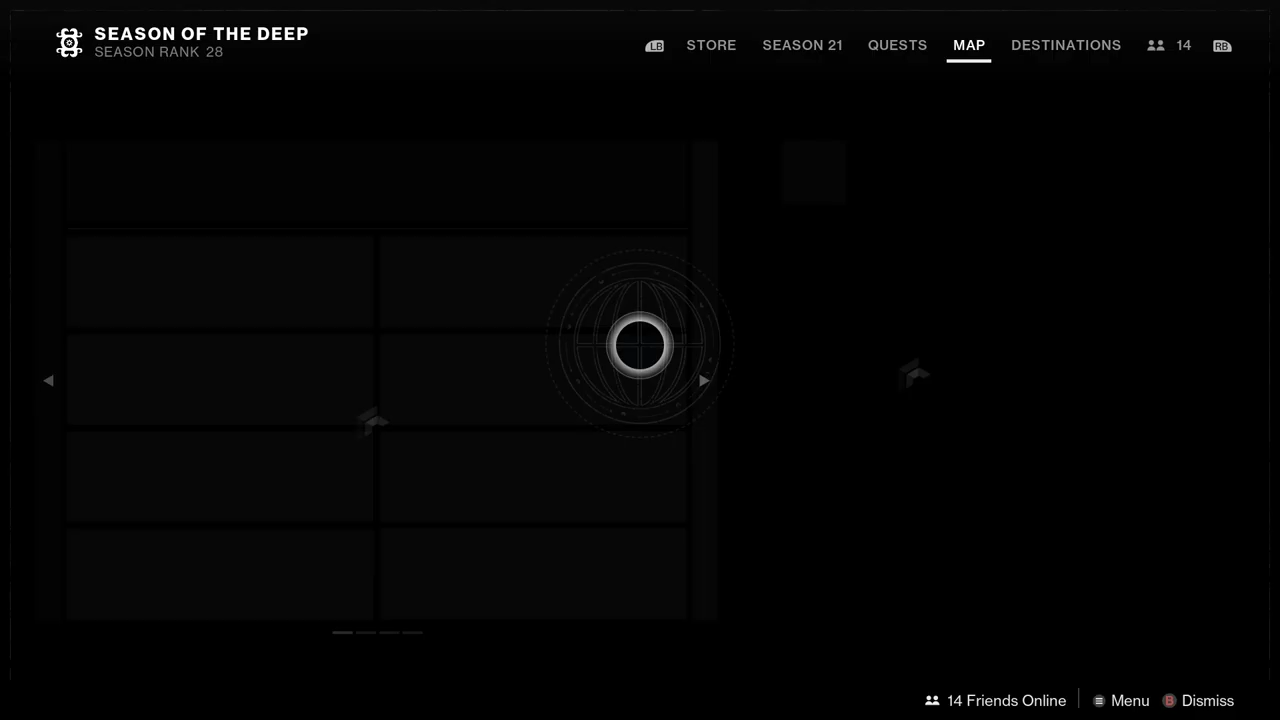 SEASON OF THE DEEP
SEASON RANK 28
LB STORE SEASON 21 QUESTS MAP DESTINATIONS 14 RB
14 Friends Online Menu B Dismiss